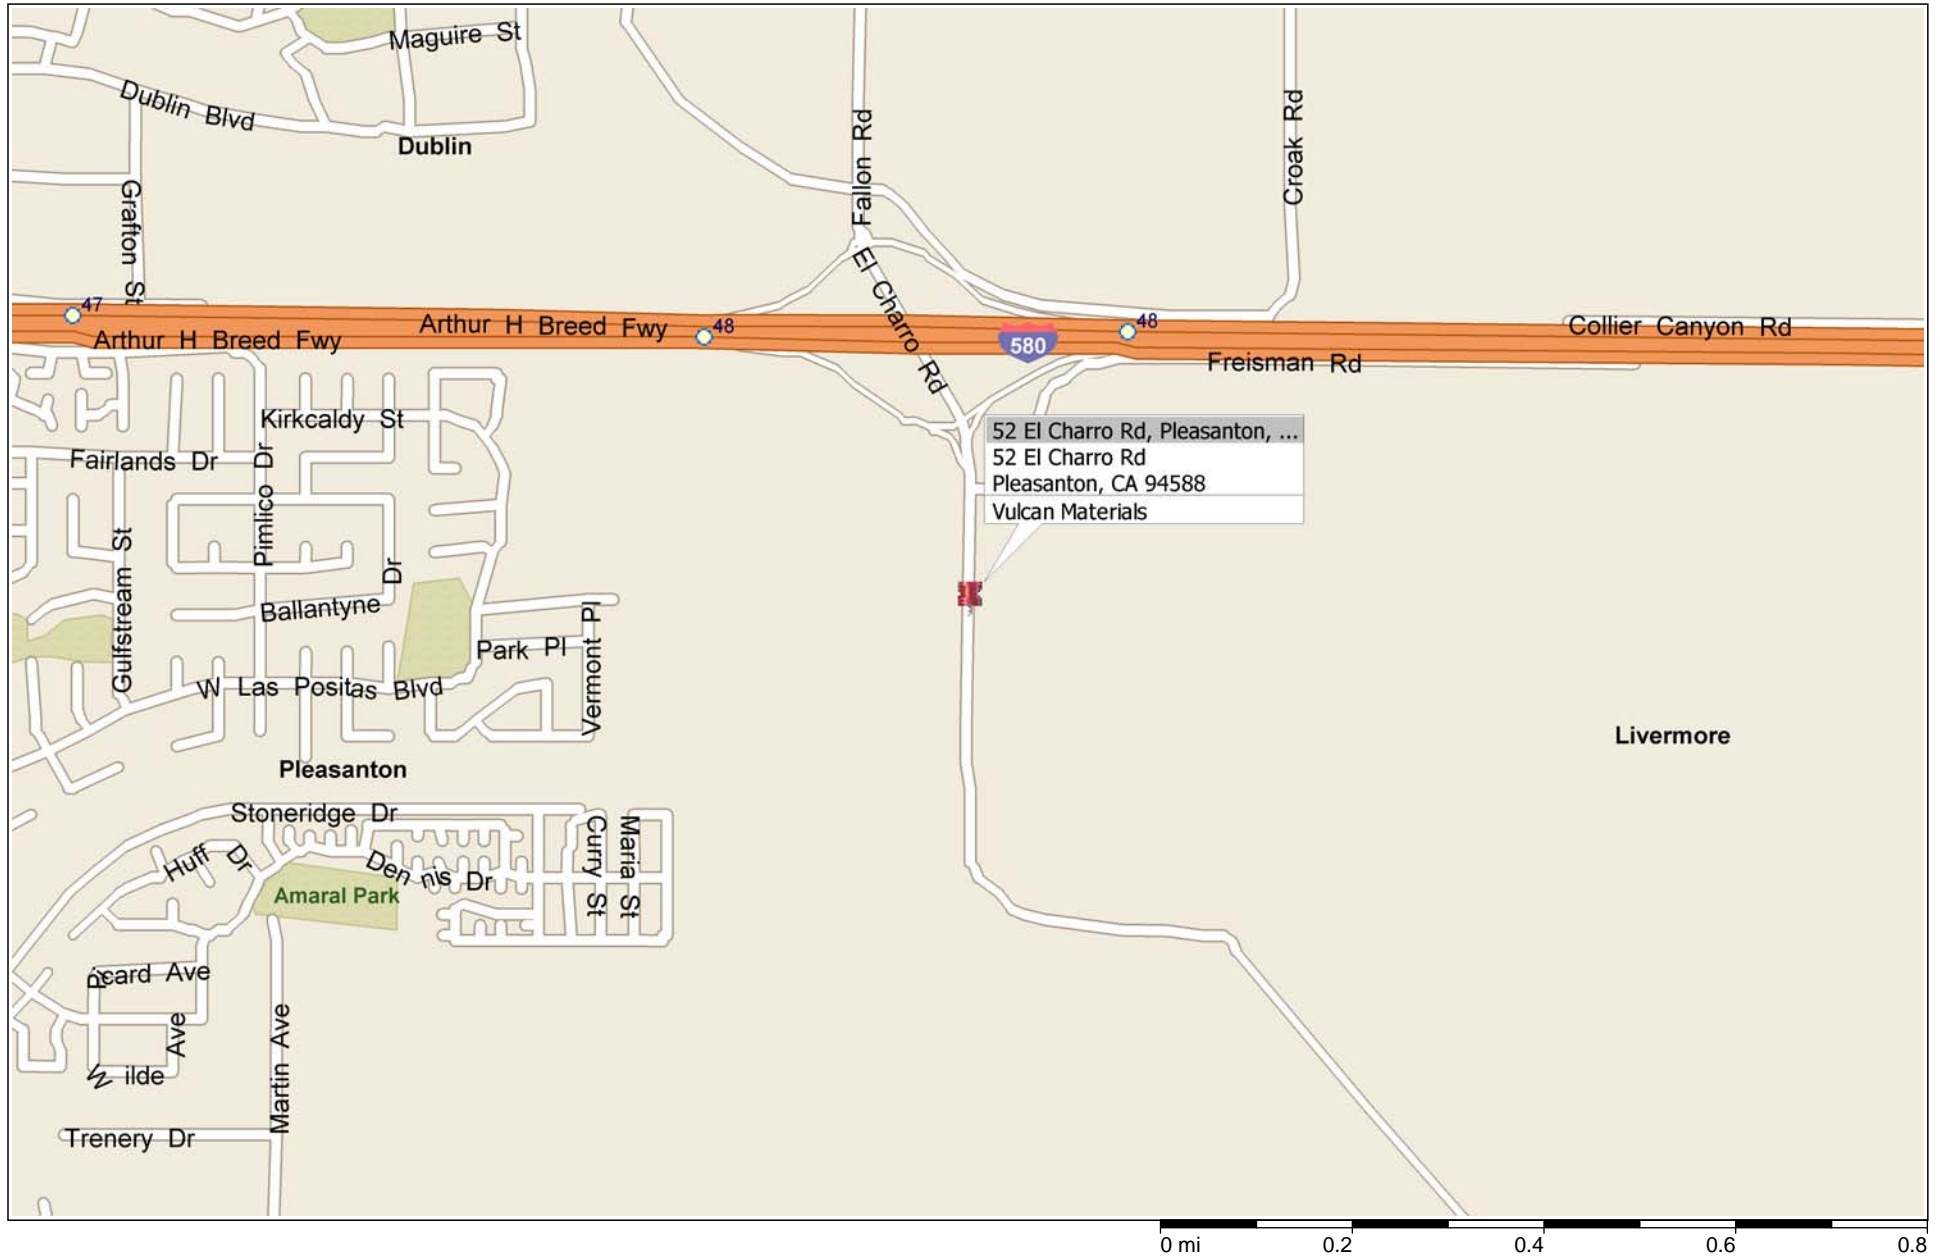 Maguire St
Dublin Blvd
Dublin
Grafton St
Fallon Rd
Croak Rd
El Charro Rd
47
Arthur H Breed Fwy
Arthur H Breed Fwy
48
580
48
Collier Canyon Rd
Freisman Rd
Kirkcaldy St
Fairlands Dr
Pimlico Dr
Gulfstream St
Ballantyne Dr
52 El Charro Rd, Pleasanton, ...
52 El Charro Rd
Pleasanton, CA 94588
Vulcan Materials
Park Pl
Vermont Pl
W Las Positas Blvd
Livermore
Pleasanton
Stoneridge Dr
Huff Dr
Dennis Dr
Curry St
Maria St
Amaral Park
Picard Ave
Wilde Ave
Martin Ave
Trenery Dr
0 mi 0.2 0.4 0.6 0.8